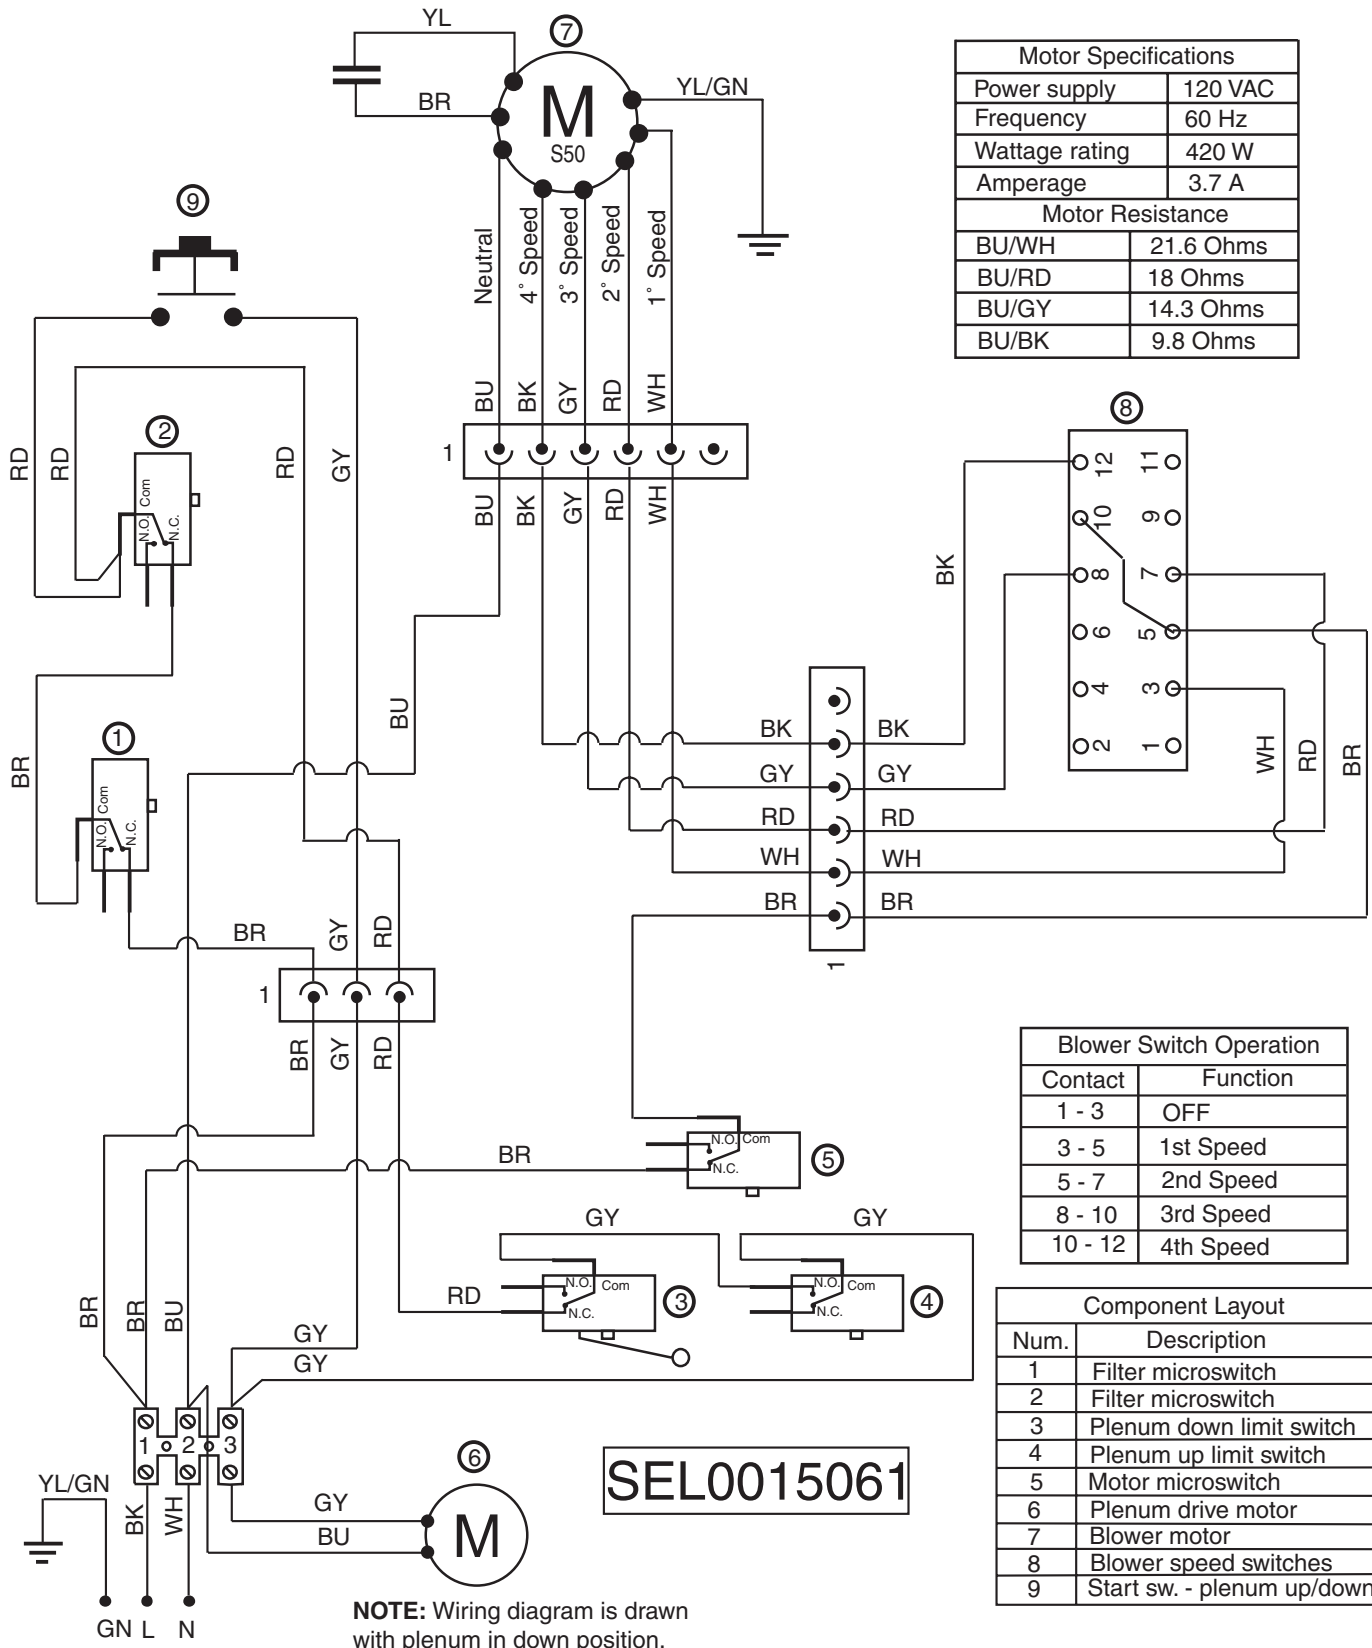 YL
7
BR
YL/GN
M
S50
Motor Specifications
Power supply 120 VAC
Frequency 60 Hz
Wattage rating 420 W
Amperage 3.7 A
Motor Resistance
BU/WH 21.6 Ohms
BU/RD 18 Ohms
BU/GY 14.3 Ohms
BU/BK 9.8 Ohms
9
Neutral
4° Speed
3° Speed
2° Speed
1° Speed
BU
BK
GY
RD
WH
1
BU
BK
GY
RD
WH
RD
RD
RD
GY
2
N.O.
Com
N.C.
8
12 11
10 9
8 7
6 5
4 3
2 1
BK
WH
RD
BR
BU
BR
1
N.O.
Com
N.C.
BK BK
GY GY
RD RD
WH WH
BR BR
1
BR
GY
RD
1
BR
GY
RD
Blower Switch Operation
Contact Function
1 - 3 OFF
3 - 5 1st Speed
5 - 7 2nd Speed
8 - 10 3rd Speed
10 - 12 4th Speed
BR
N.O. Com
N.C.
5
GY GY
RD
N.O. Com
N.C.
3
N.O. Com
N.C.
4
BR
BR
BU
GY
GY
1 2 3
Component Layout
Num. Description
1 Filter microswitch
2 Filter microswitch
3 Plenum down limit switch
4 Plenum up limit switch
5 Motor microswitch
6 Plenum drive motor
7 Blower motor
8 Blower speed switches
9 Start sw. - plenum up/down
SEL0015061
6
M
GY
BU
YL/GN
BK
WH
GN L N
NOTE: Wiring diagram is drawn
with plenum in down position.